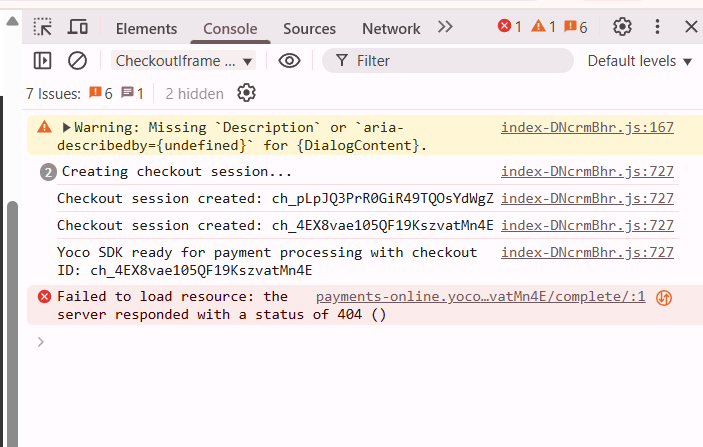 Elements Console Sources Network 1 1 6
CheckoutIframe ... Filter Default levels
7 Issues: 6 1 2 hidden
Warning: Missing `Description` or `aria- index-DNcrmBhr.js:167
describedby={undefined}` for {DialogContent}.
2 Creating checkout session... index-DNcrmBhr.js:727
Checkout session created: ch_pLpJQ3PrR0GiR49TQOsYdWgZ index-DNcrmBhr.js:727
Checkout session created: ch_4EX8vae105QF19KszvatMn4E index-DNcrmBhr.js:727
Yoco SDK ready for payment processing with checkout index-DNcrmBhr.js:727
ID: ch_4EX8vae105QF19KszvatMn4E
Failed to load resource: the payments-online.yoco…vatMn4E/complete/:1
server responded with a status of 404 ()